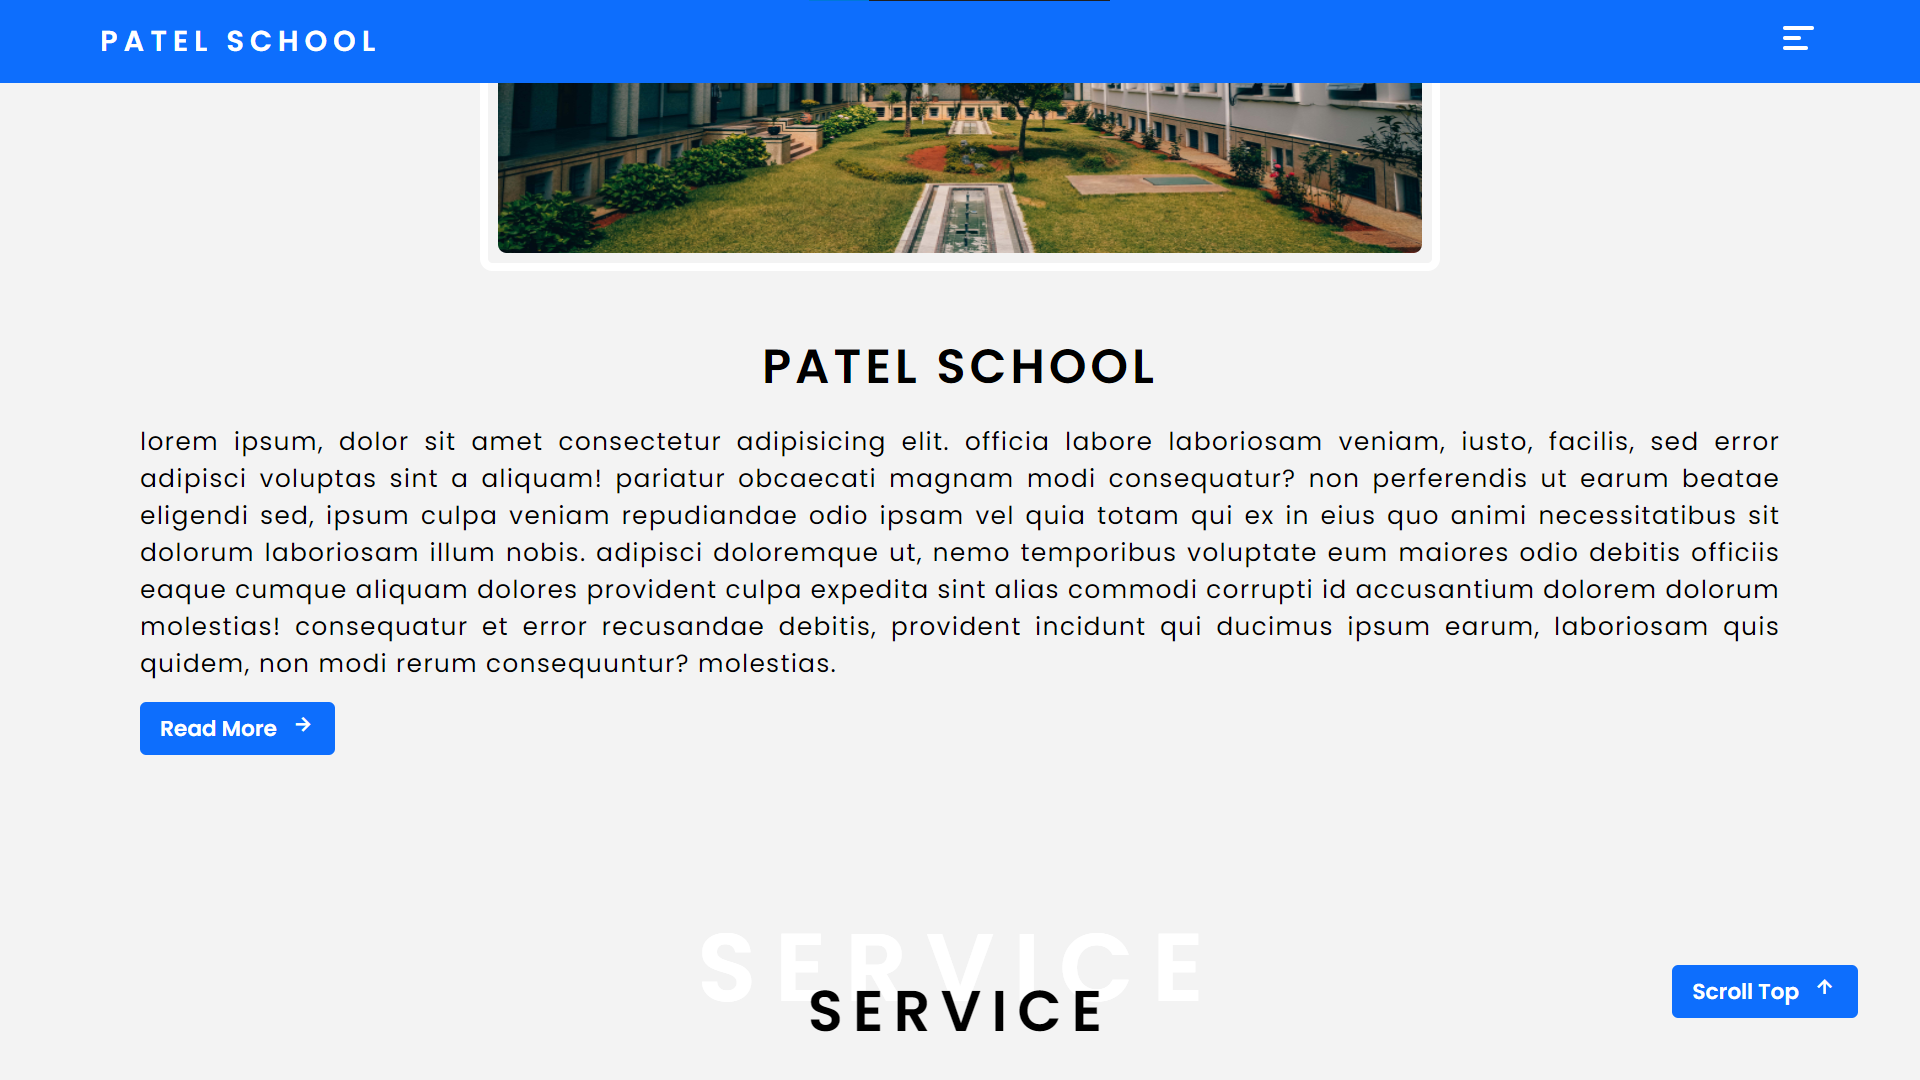 PATEL SCHOOL
PATEL SCHOOL
lorem ipsum, dolor sit amet consectetur adipisicing elit. officia labore laboriosam veniam, iusto, facilis, sed error
adipisci voluptas sint a aliquam! pariatur obcaecati magnam modi consequatur? non perferendis ut earum beatae
eligendi sed, ipsum culpa veniam repudiandae odio ipsam vel quia totam qui ex in eius quo animi necessitatibus sit
dolorum laboriosam illum nobis. adipisci doloremque ut, nemo temporibus voluptate eum maiores odio debitis officiis
eaque cumque aliquam dolores provident culpa expedita sint alias commodi corrupti id accusantium dolorem dolorum
molestias! consequatur et error recusandae debitis, provident incidunt qui ducimus ipsum earum, laboriosam quis
quidem, non modi rerum consequuntur? molestias.
Read More
SERVICE
SERVICE
Scroll Top